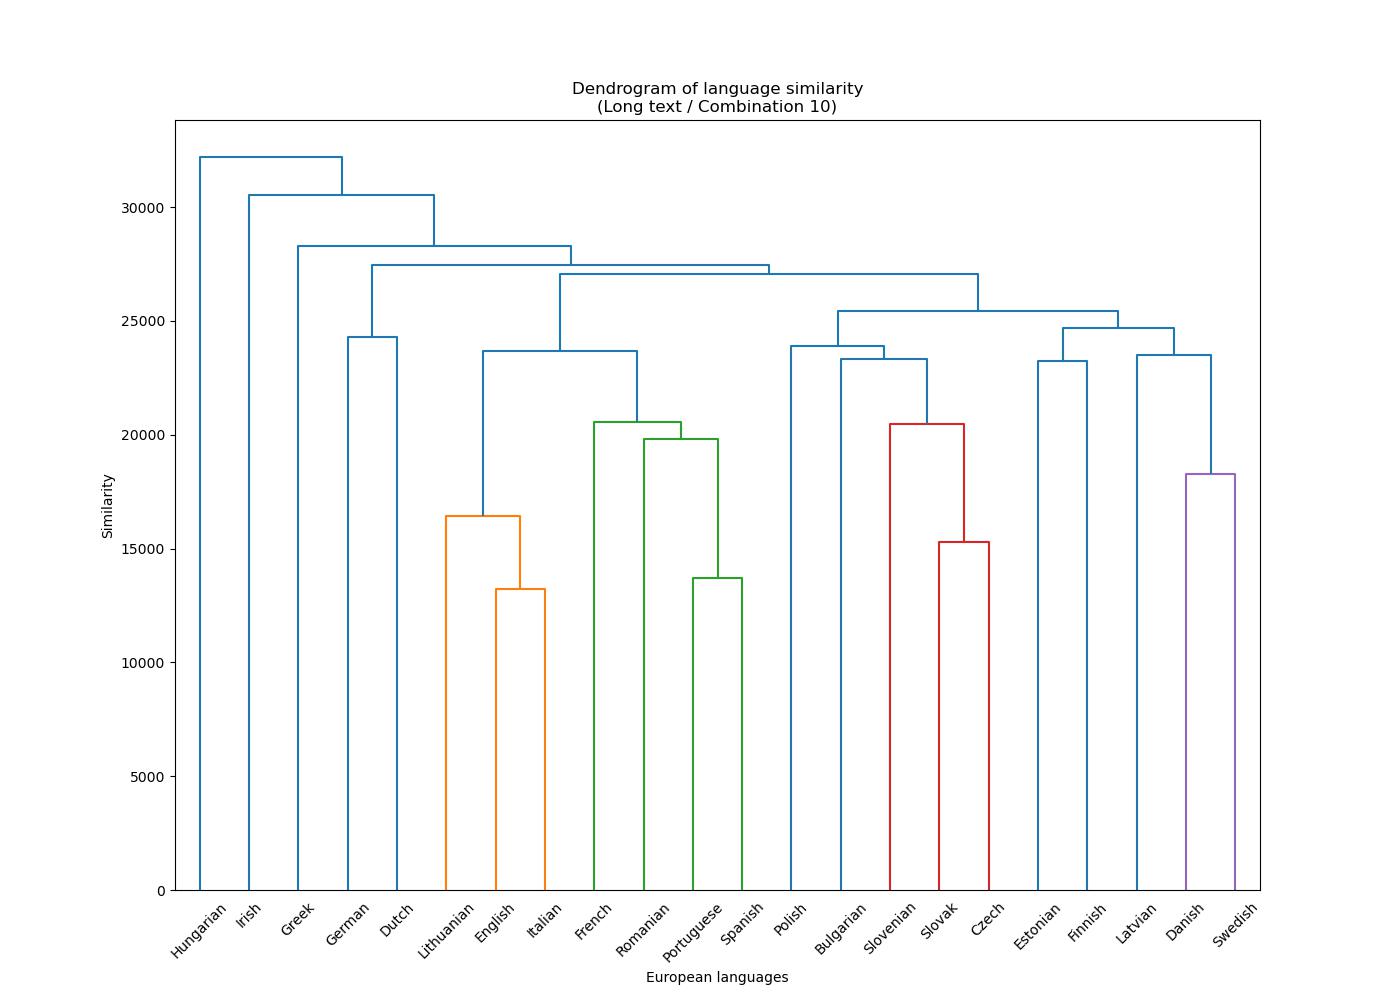 Dendrogram of language similarity
(Long text / Combination 10)
30000
25000
20000
15000
10000
5000
0
Similarity
Hungarian
Irish
Greek
German
Dutch
Lithuanian
English
Italian
French
Romanian
Portuguese
Spanish
Polish
Bulgarian
Slovenian
Slovak
Czech
Estonian
Finnish
Latvian
Danish
Swedish
European languages